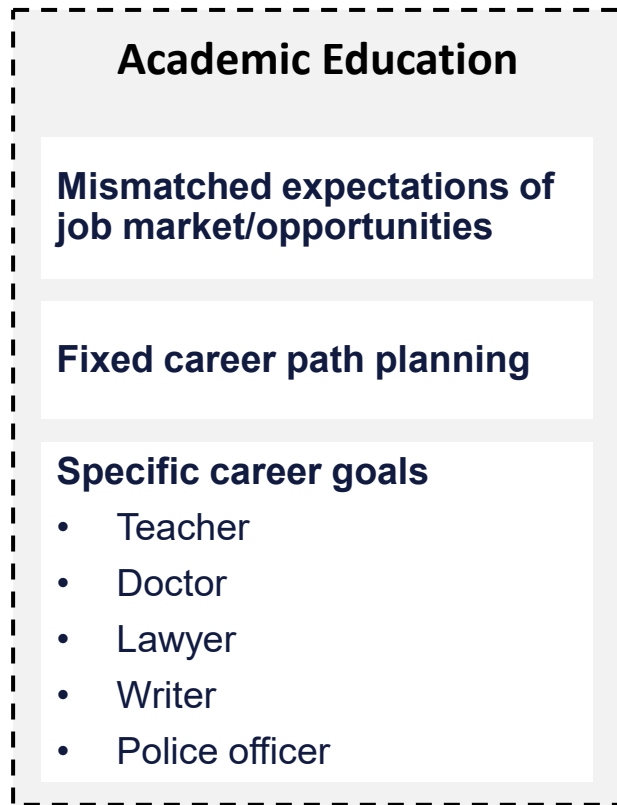 Academic Education
Mismatched expectations of
job market/opportunities
Fixed career path planning
Specific career goals
• Teacher
• Doctor
• Lawyer
• Writer
• Police officer